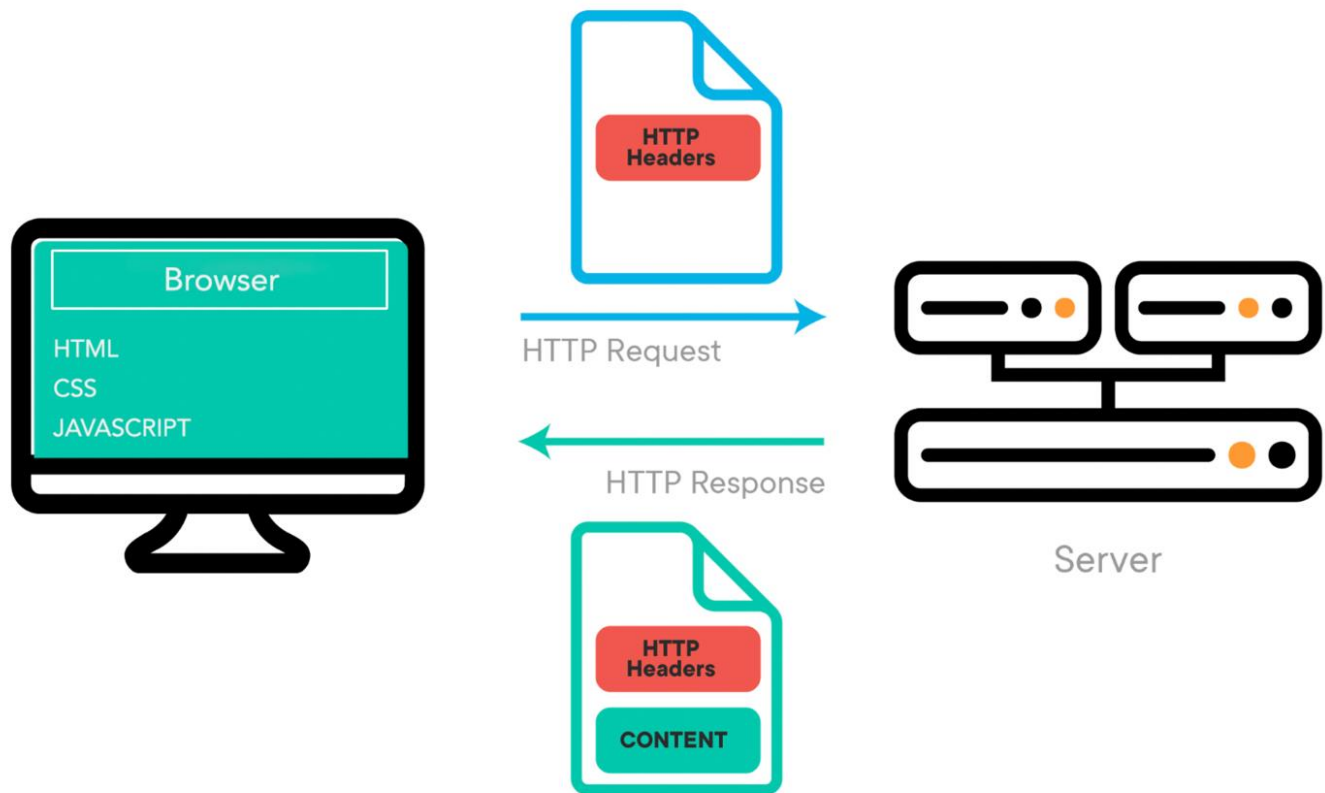 HTTP
Headers
Browser
HTML
CSS
JAVASCRIPT
HTTP Request
HTTP Response
Server
HTTP
Headers
CONTENT